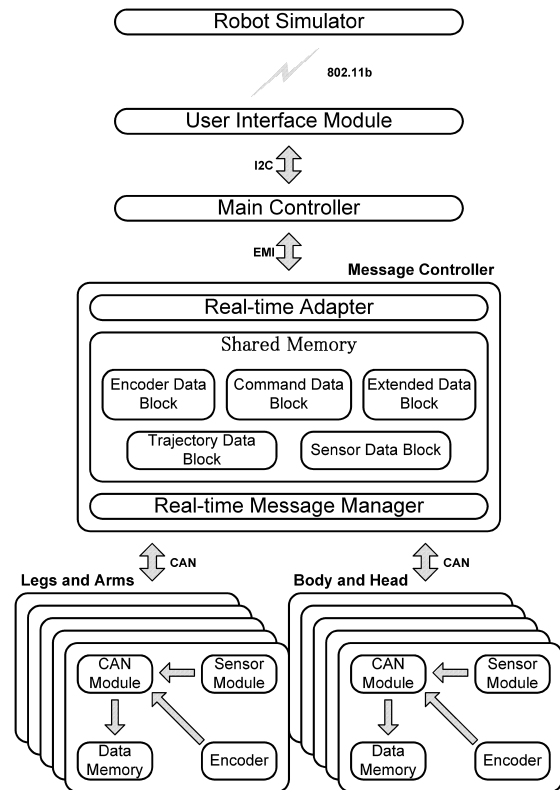 Robot Simulator
802.11b
User Interface Module
I2C
Main Controller
EMI
Message Controller
Real-time Adapter
Shared Memory
Encoder Data
Block
Command Data
Block
Extended Data
Block
Trajectory Data
Block
Sensor Data Block
Real-time Message Manager
CAN
CAN
Legs and Arms
Body and Head
CAN
Module
Sensor
Module
Data
Memory
Encoder
CAN
Module
Sensor
Module
Data
Memory
Encoder